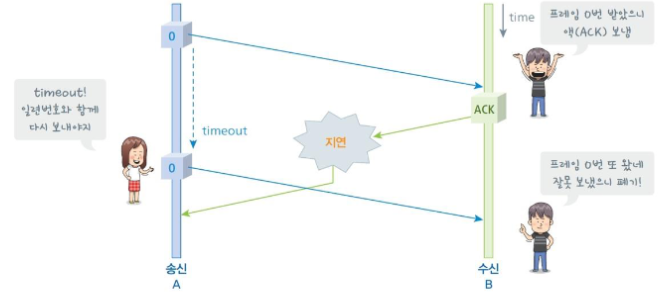 0
time
프레임 0번 받았으니
액(ACK) 보냄
timeout!
일련번호와 함께
다시 보내야지
ACK
timeout
지연
0
프레임 0번 또 왔네
잘못 보냈으니 폐기!
송신
A
수신
B